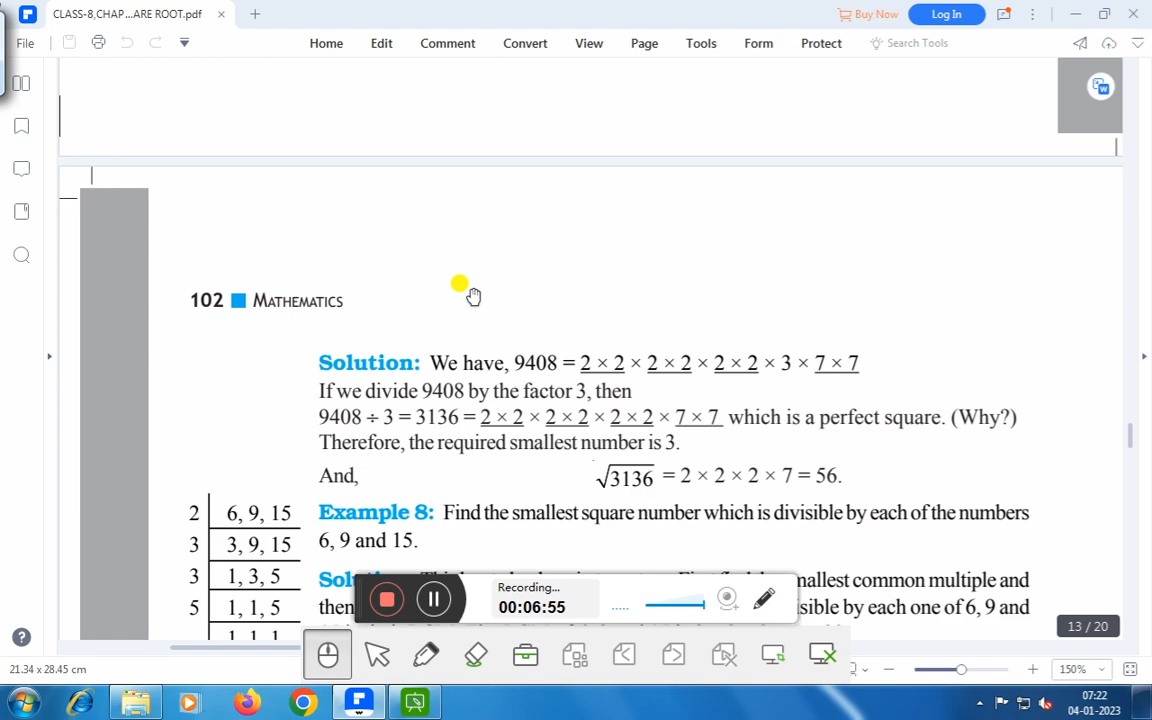 CLASS-8,CHAP ...ARE ROOT.pdf
Buy Now
Log In
File
Home
Edit
Comment
Convert
View
Page
Tools
Form
Protect
Search Tools
102 MATHEMATICS
Solution: We have, 9408 = 2 × 2 × 2 × 2 × 2 × 2 × 3 × 7 × 7
If we divide 9408 by the factor 3, then
9408 ÷ 3 = 3136 = 2 × 2 × 2 × 2 × 2 × 2 × 7 × 7 which is a perfect square. (Why?)
Therefore, the required smallest number is 3.
And, √3136 = 2 × 2 × 2 × 7 = 56.
2 6, 9, 15
3 3, 9, 15
3 1, 3, 5
5 1, 1, 5
1, 1, 1
Example 8: Find the smallest square number which is divisible by each of the numbers
6, 9 and 15.
mallest common multiple and
then
isible by each one of 6, 9 and
Recording...
00:06:55
13 / 20
21.34 x 28.45 cm
150%
07:22
04-01-2023